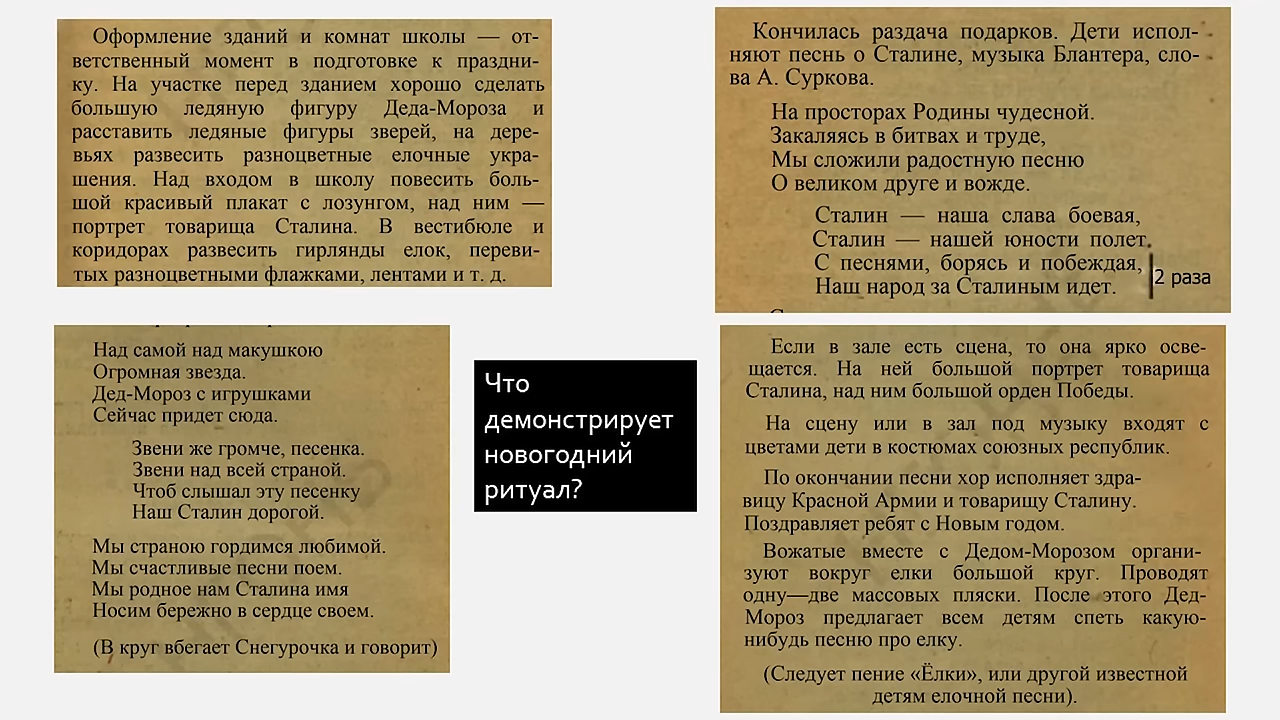 Оформление зданий и комнат школы — от-
ветственный момент в подготовке к праздни-
ку. На участке перед зданием хорошо сделать
большую ледяную фигуру Деда-Мороза и
расставить ледяные фигуры зверей, на дере-
вьях развесить разноцветные елочные укра-
шения. Над входом в школу повесить боль-
шой красивый плакат с лозунгом, над ним —
портрет товарища Сталина. В вестибюле и
коридорах развесить гирлянды елок, переви-
тых разноцветными флажками, лентами и т. д.
Кончилась раздача подарков. Дети испол-
няют песнь о Сталине, музыка Блантера, сло-
ва А. Суркова.
На просторах Родины чудесной.
Закаляясь в битвах и труде,
Мы сложили радостную песню
О великом друге и вожде.
Сталин — наша слава боевая,
Сталин — нашей юности полет.
С песнями, борясь и побеждая,
Наш народ за Сталиным идет.
2 раза
Над самой над макушкою
Огромная звезда.
Дед-Мороз с игрушками
Сейчас придет сюда.
Звени же громче, песенка.
Звени над всей страной.
Чтоб слышал эту песенку
Наш Сталин дорогой.
Мы страною гордимся любимой.
Мы счастливые песни поем.
Мы родное нам Сталина имя
Носим бережно в сердце своем.
(В круг вбегает Снегурочка и говорит)
Что
демонстрирует
новогодний
ритуал?
Если в зале есть сцена, то она ярко осве-
щается. На ней большой портрет товарища
Сталина, над ним большой орден Победы.
На сцену или в зал под музыку входят с
цветами дети в костюмах союзных республик.
По окончании песни хор исполняет здра-
вицу Красной Армии и товарищу Сталину.
Поздравляет ребят с Новым годом.
Вожатые вместе с Дедом-Морозом органи-
зуют вокруг елки большой круг. Проводят
одну—две массовых пляски. После этого Дед-
Мороз предлагает всем детям спеть какую-
нибудь песню про елку.
(Следует пение «Ёлки», или другой известной
детям елочной песни).